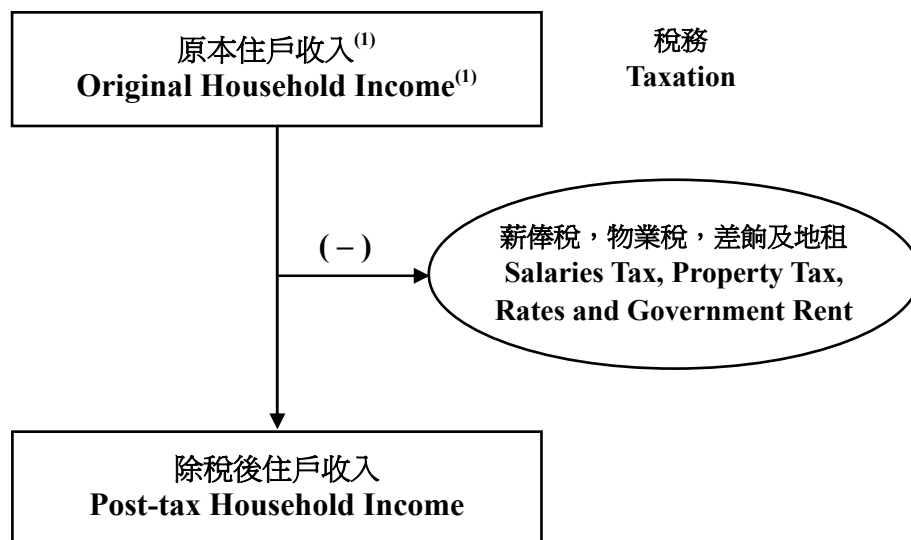 原本住戶收入(1)
Original Household Income(1)
稅務
Taxation
( – )
薪俸稅，物業稅，差餉及地租
Salaries Tax, Property Tax,
Rates and Government Rent
除稅後住戶收入
Post-tax Household Income